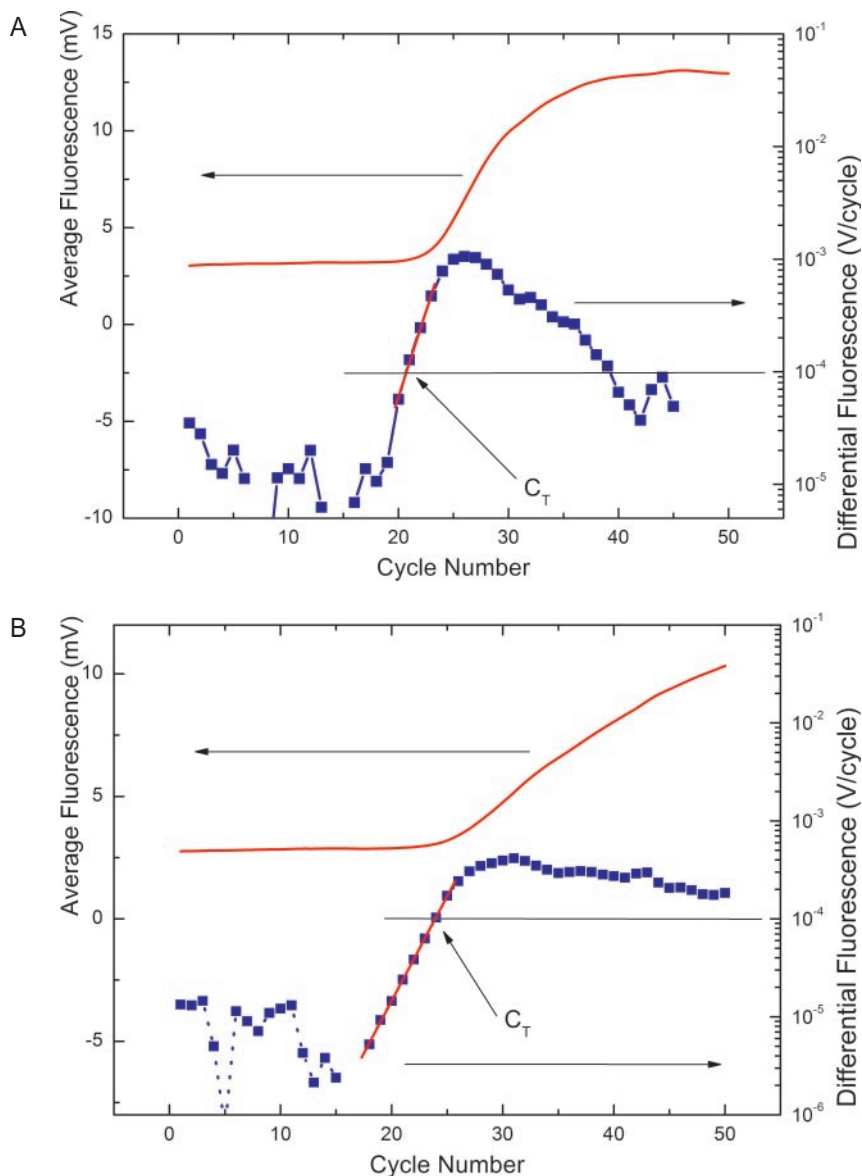 A
Average Fluorescence (mV)
15
10
5
0
-5
-10
10⁻¹
10⁻²
10⁻³
10⁻⁴
10⁻⁵
Differential Fluorescence (V/cycle)
C_T
0 10 20 30 40 50
Cycle Number
B
Average Fluorescence (mV)
10
5
0
-5
10⁻¹
10⁻²
10⁻³
10⁻⁴
10⁻⁵
10⁻⁶
Differential Fluorescence (V/cycle)
C_T
0 10 20 30 40 50
Cycle Number